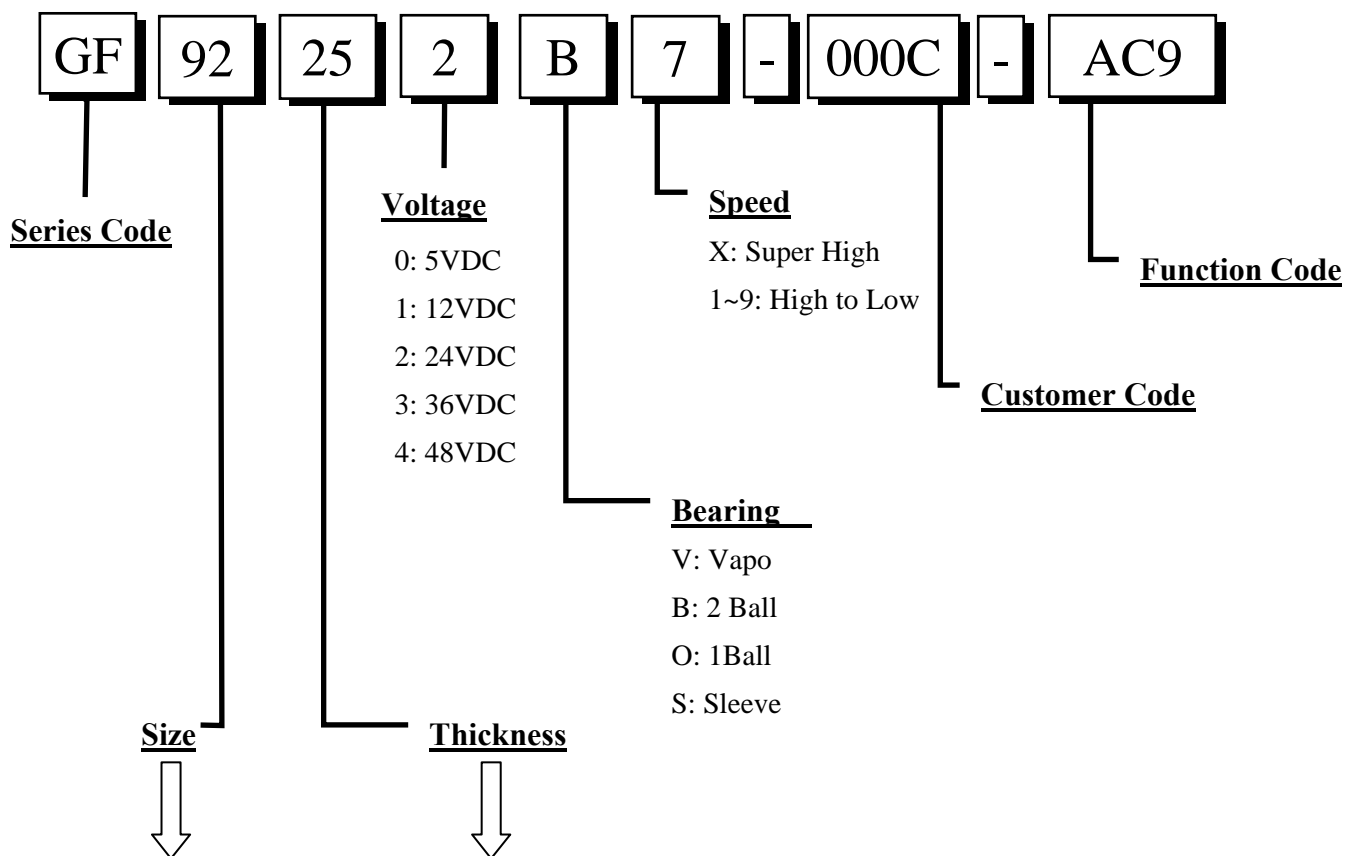 GF 92 25 2 B 7 - 000C - AC9
Series Code
Voltage
0: 5VDC
1: 12VDC
2: 24VDC
3: 36VDC
4: 48VDC
Speed
X: Super High
1~9: High to Low
Function Code
Customer Code
Bearing
V: Vapo
B: 2 Ball
O: 1Ball
S: Sleeve
Size
Thickness